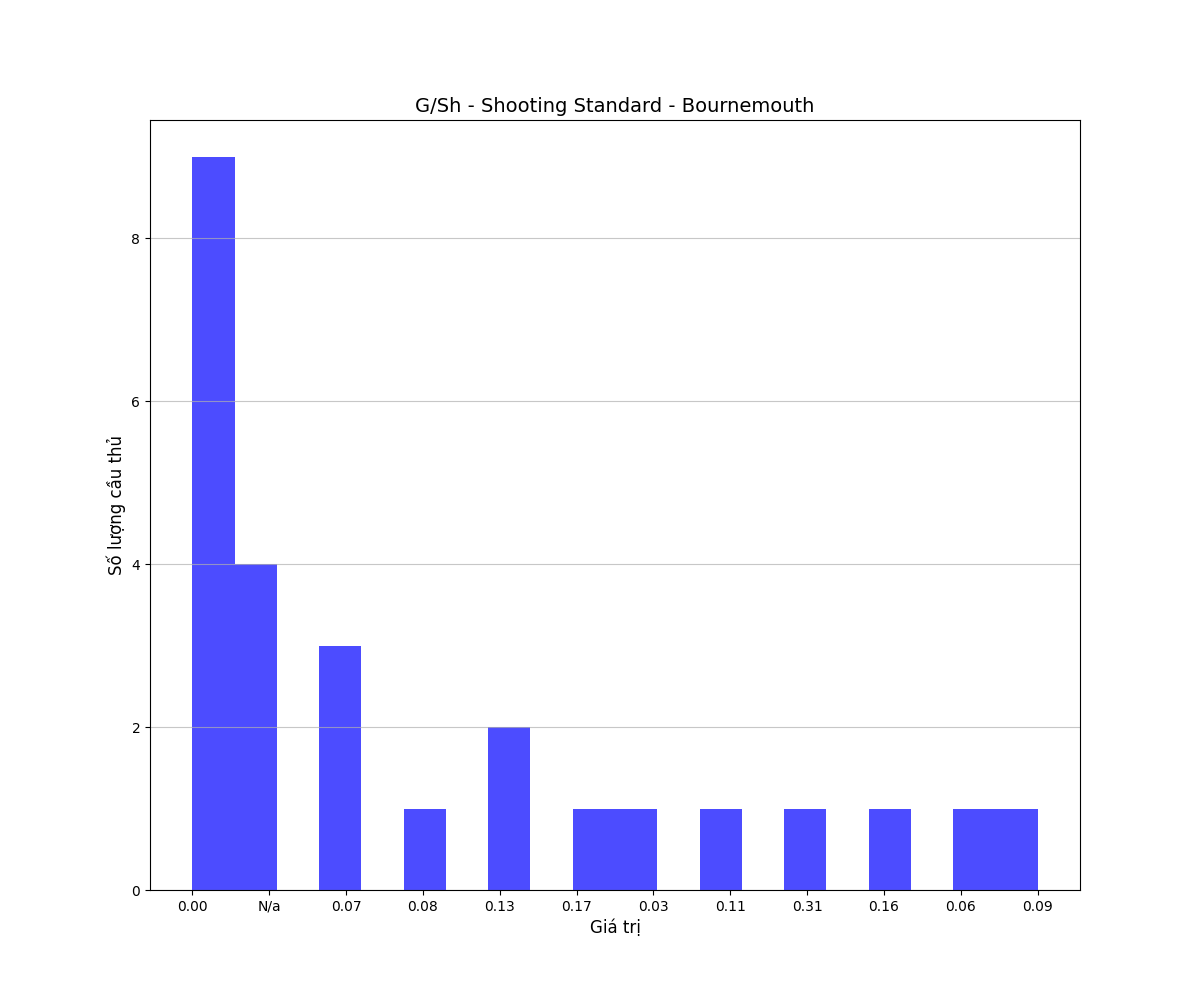 G/Sh - Shooting Standard - Bournemouth
Số lượng cầu thủ
8
6
4
2
0
0.00 N/a 0.07 0.08 0.13 0.17 0.03 0.11 0.31 0.16 0.06 0.09
Giá trị